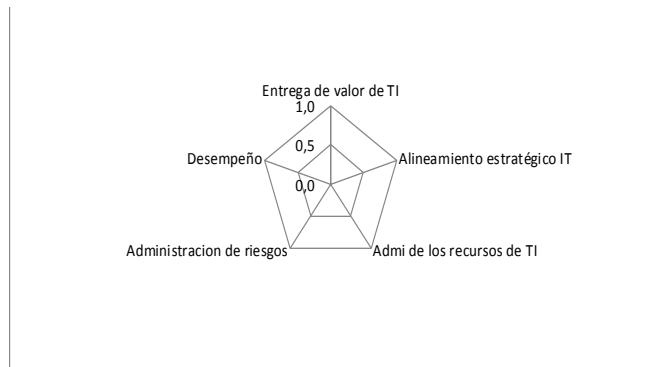 Entrega de valor de TI
1,0
Desempeño
0,5
Alineamiento estratégico IT
0,0
Administracion de riesgos
Admi de los recursos de TI